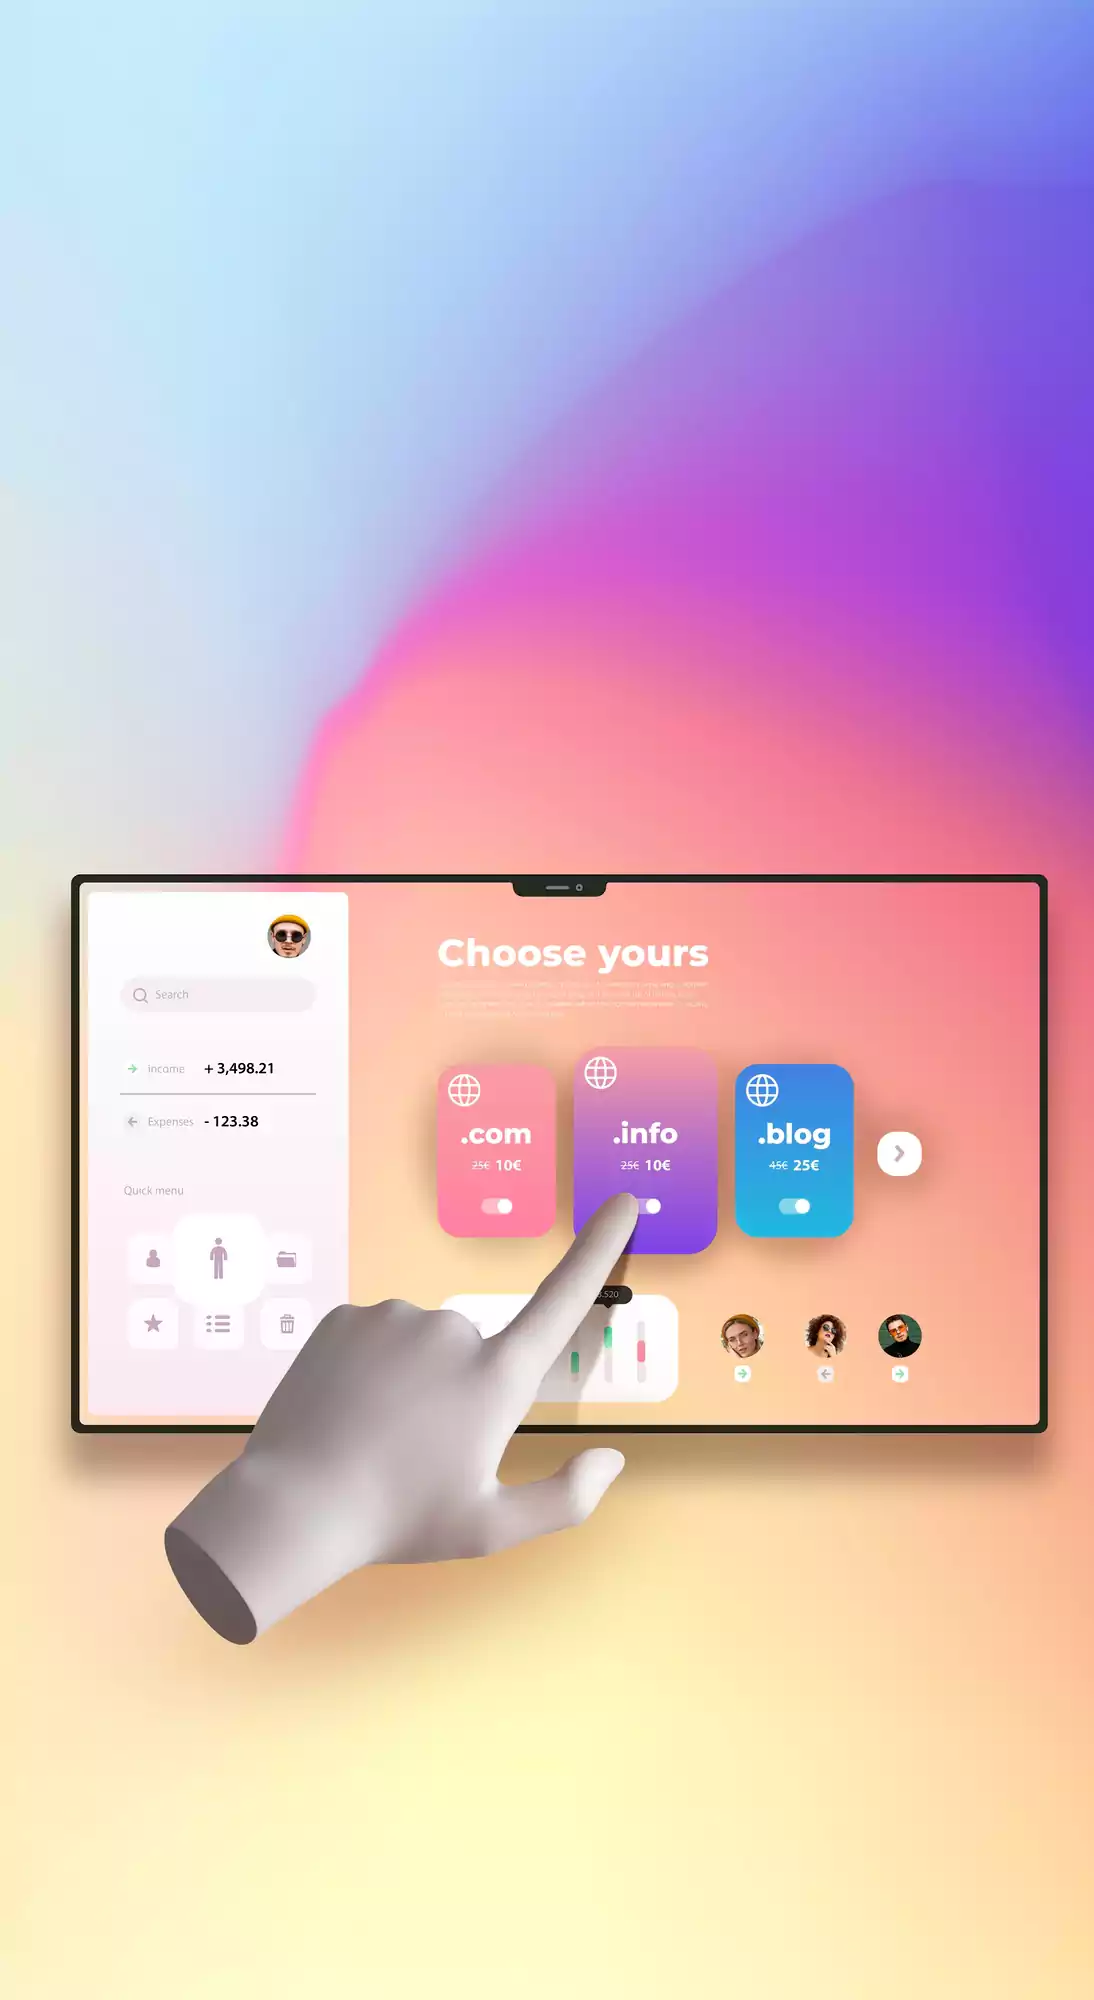 Search
Income + 3,498.21
Expenses - 123.38
Quick menu
Choose yours
.com
25€ 10€
.info
25€ 10€
.blog
45€ 25€
.520